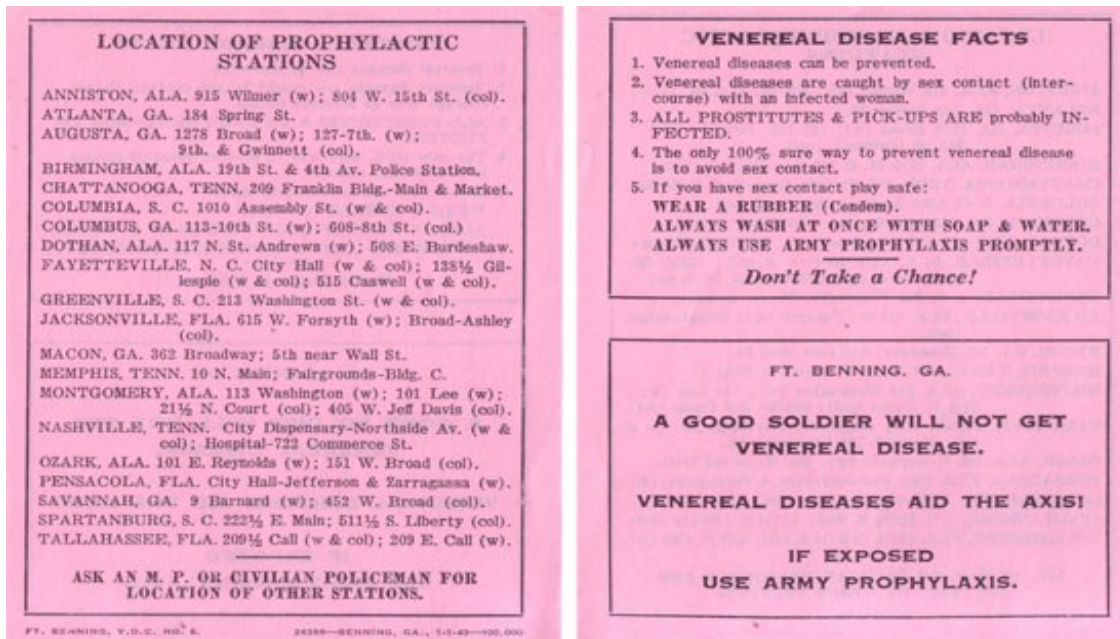 LOCATION OF PROPHYLACTIC
STATIONS
ANNISTON, ALA. 915 Wilmer (w); 804 W. 15th St. (col).
ATLANTA, GA. 184 Spring St.
AUGUSTA, GA. 1278 Broad (w); 127-7th. (w);
9th. & Gwinnett (col).
BIRMINGHAM, ALA. 19th St. & 4th Av. Police Station.
CHATTANOOGA, TENN. 209 Franklin Bldg.-Main & Market.
COLUMBIA, S. C. 1010 Assembly St. (w & col).
COLUMBUS, GA. 113-10th St. (w); 608-8th St. (col.)
DOTHAN, ALA. 117 N. St. Andrews (w); 508 E. Burdeshaw.
FAYETTEVILLE, N. C. City Hall (w & col); 138½ Gil-
lespie (w & col); 515 Caswell (w & col).
GREENVILLE, S. C. 213 Washington St. (w & col).
JACKSONVILLE, FLA. 615 W. Forsyth (w); Broad-Ashley
(col).
MACON, GA. 362 Broadway; 5th near Wall St.
MEMPHIS, TENN. 10 N. Main; Fairgrounds-Bldg. C.
MONTGOMERY, ALA. 113 Washington (w); 101 Lee (w);
21½ N. Court (col); 405 W. Jeff Davis (col).
NASHVILLE, TENN. City Dispensary-Northside Av. (w &
col); Hospital-722 Commerce St.
OZARK, ALA. 101 E. Reynolds (w); 151 W. Broad (col).
PENSACOLA, FLA. City Hall-Jefferson & Zarragassa (w).
SAVANNAH, GA. 9 Barnard (w); 452 W. Broad (col).
SPARTANBURG, S. C. 222½ E. Main; 511½ S. Liberty (col).
TALLAHASSEE, FLA. 209½ Call (w & col); 209 E. Call (w).
ASK AN M. P. OR CIVILIAN POLICEMAN FOR
LOCATION OF OTHER STATIONS.
FT. BENNING, V.D.C. NO. 6. BENNING, GA., 1-1-43—100,000
VENEREAL DISEASE FACTS
1. Venereal diseases can be prevented.
2. Venereal diseases are caught by sex contact (inter-
course) with an infected woman.
3. ALL PROSTITUTES & PICK-UPS ARE probably IN-
FECTED.
4. The only 100% sure way to prevent venereal disease
is to avoid sex contact.
5. If you have sex contact play safe:
WEAR A RUBBER (Condom).
ALWAYS WASH AT ONCE WITH SOAP & WATER.
ALWAYS USE ARMY PROPHYLAXIS PROMPTLY.
Don't Take a Chance!
FT. BENNING. GA.
A GOOD SOLDIER WILL NOT GET
VENEREAL DISEASE.
VENEREAL DISEASES AID THE AXIS!
IF EXPOSED
USE ARMY PROPHYLAXIS.